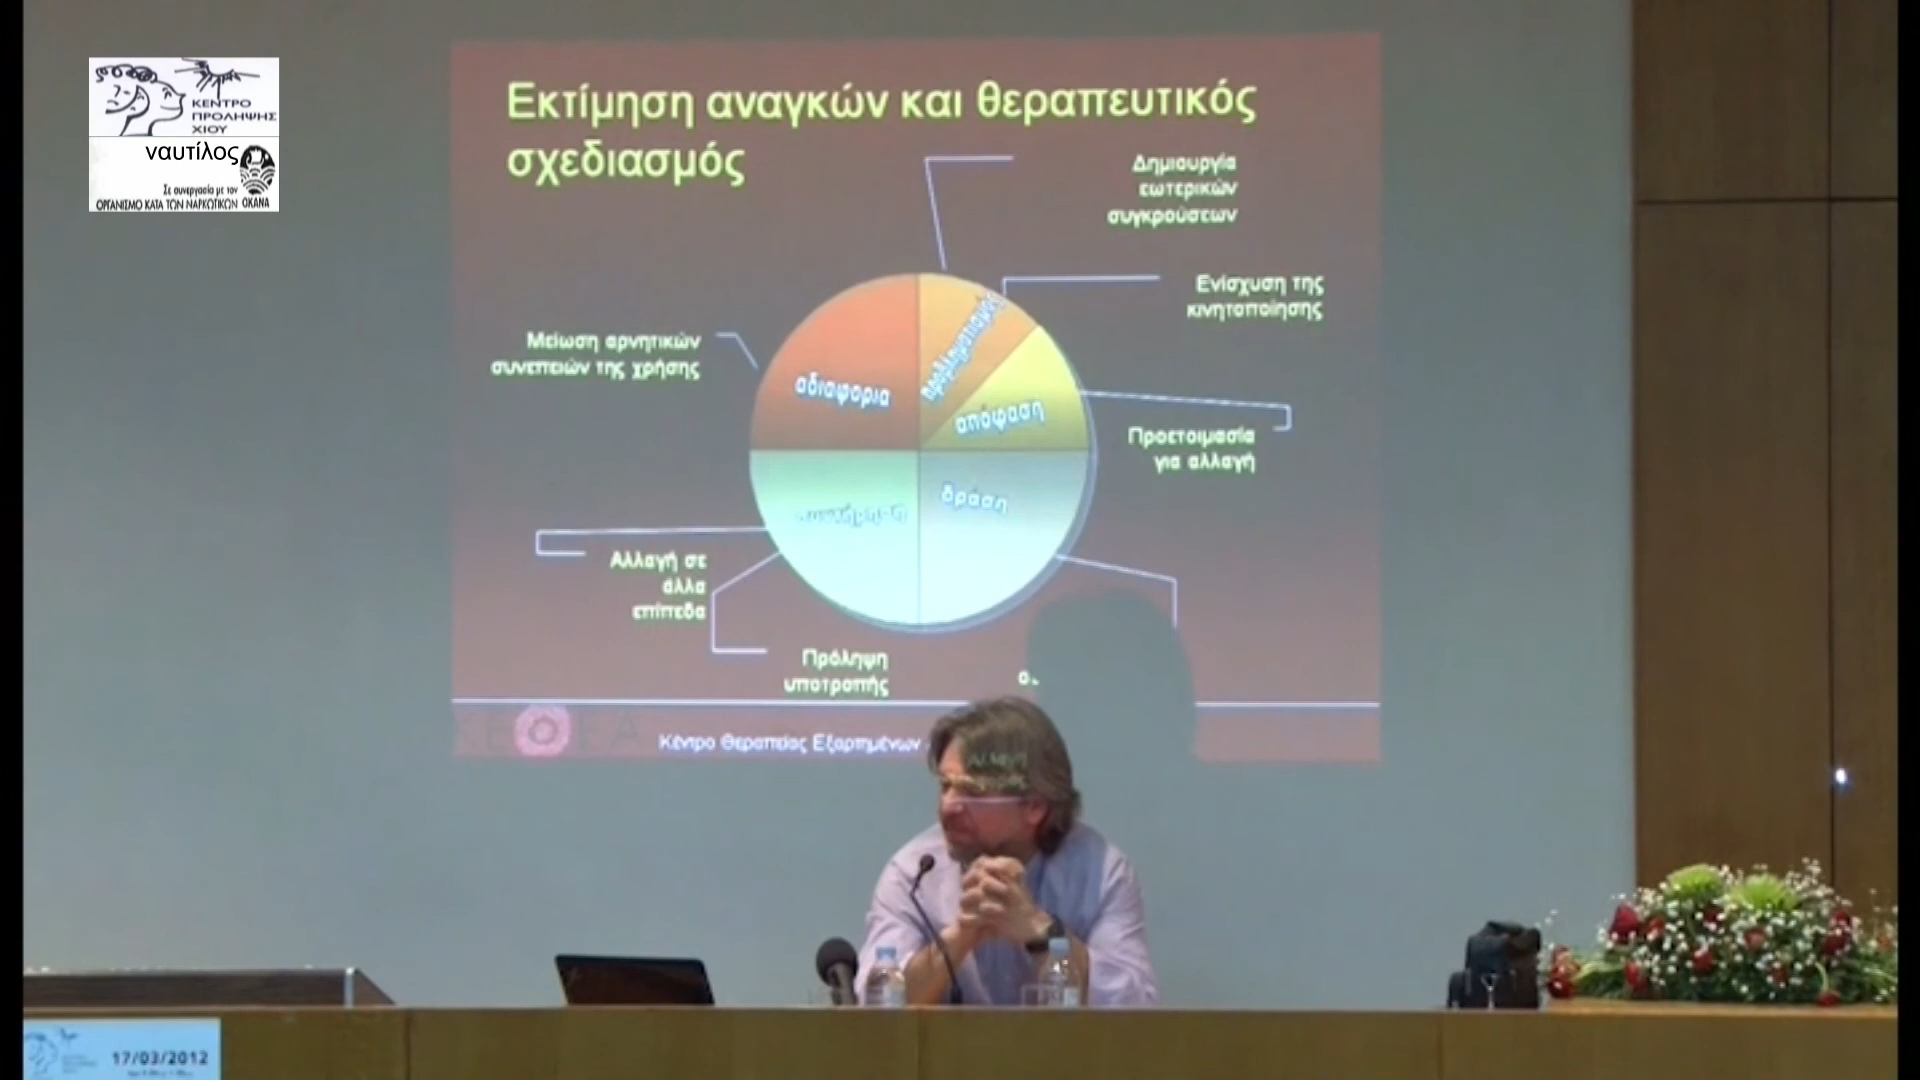 ΚΕΝΤΡΟ
ΠΡΟΛΗΨΗΣ
ΧΙΟΥ
ναυτίλος
Σε συνεργασία με τον
ΟΡΓΑΝΙΣΜΟ ΚΑΤΑ ΤΩΝ ΝΑΡΚΩΤΙΚΩΝ ΟΚΑΝΑ
Εκτίμηση αναγκών και θεραπευτικός
σχεδιασμός
Δημιουργία
εωτερικών
συγκρούσεων
Ενίσχυση της
κινητοποίησης
Μείωση αρνητικών
συνεπειών της χρήσης
αδιαφορια
απόφαση
Προετοιμασία
για αλλαγή
δράση
Αλλαγή σε
άλλα
επίπεδα
Πρόληψη
υποτροπής
Κέντρο Θεραπείας Εξαρτημένων
17/03/2012